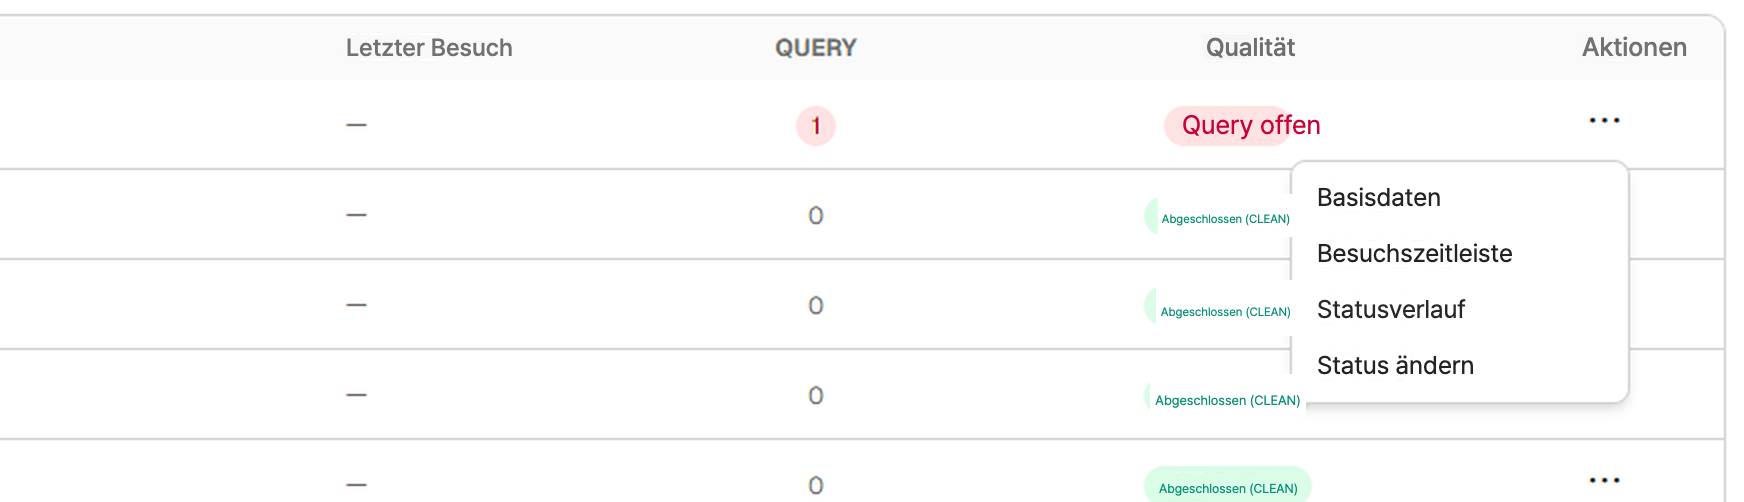 Letzter Besuch QUERY Qualität Aktionen
— 1 Query offen ...
Basisdaten
— 0 Abgeschlossen (CLEAN)
Besuchszeitleiste
— 0 Abgeschlossen (CLEAN)
Statusverlauf
Status ändern
— 0 Abgeschlossen (CLEAN)
— 0 Abgeschlossen (CLEAN) ...